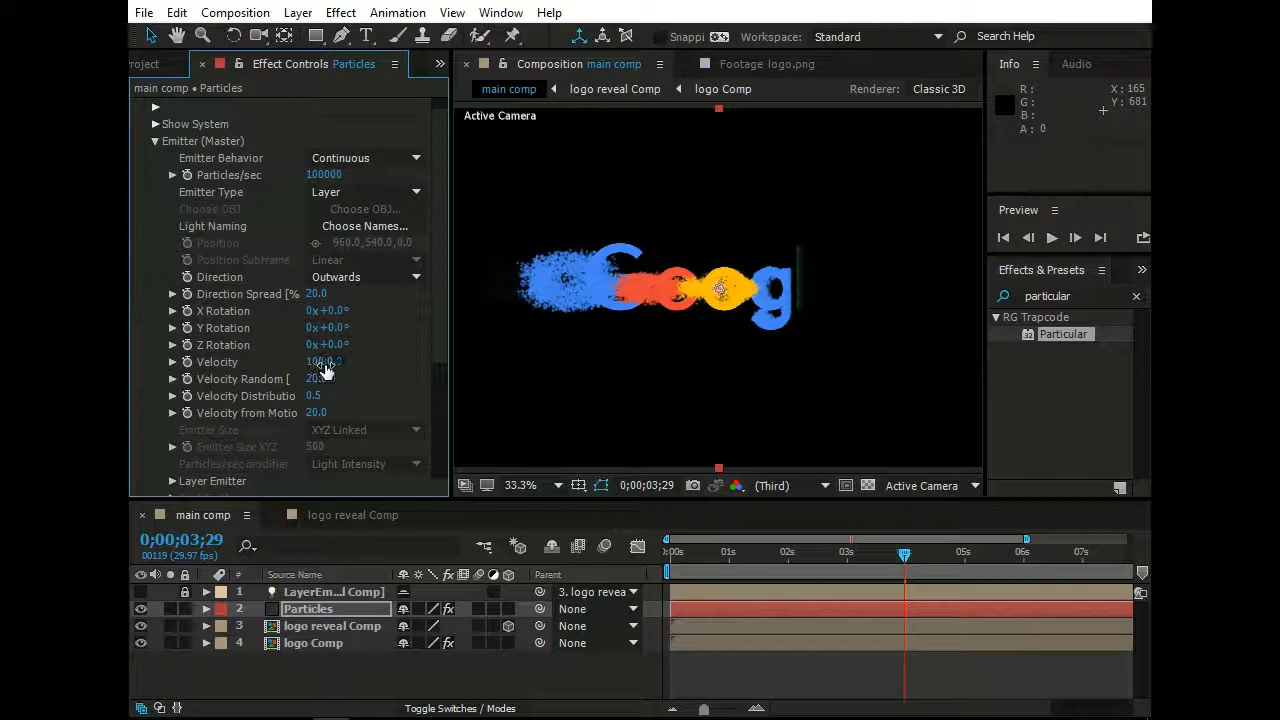 File Edit Composition Layer Effect Animation View Window Help
Snappi Workspace: Standard Search Help
roject Effect Controls Particles Composition main comp Footage logo.png Info Audio
main comp • Particles main comp logo reveal Comp logo Comp Renderer: Classic 3D
R: X: 165
G: Y: 681
B:
A: 0
Active Camera
Show System
Emitter (Master)
Emitter Behavior Continuous
Particles/sec 100000
Emitter Type Layer
Choose OBJ Choose OBJ...
Light Naming Choose Names...
Position 960.0,540.0,0.0
Position Subframe Linear
Direction Outwards
Direction Spread [% 20.0
X Rotation 0x+0.0°
Y Rotation 0x+0.0°
Z Rotation 0x+0.0°
Velocity
Velocity Random [
Velocity Distributio 0.5
Velocity from Motio 20.0
Emitter Size XYZ Linked
Emitter Size XYZ 500
Particles/sec modifier Light Intensity
Layer Emitter
Goog
Preview
Effects & Presets
particular
RG Trapcode
32 Particular
33.3% 0;00;03;29 (Third) Active Camera
main comp logo reveal Comp
0;00;03;29
00119 (29.97 fps)
):00s 01s 02s 03s 04s 05s 06s 07s
# Source Name fx Parent
1 LayerEm...l Comp] 3. logo revea
2 Particles fx None
3 logo reveal Comp None
4 logo Comp fx None
Toggle Switches / Modes